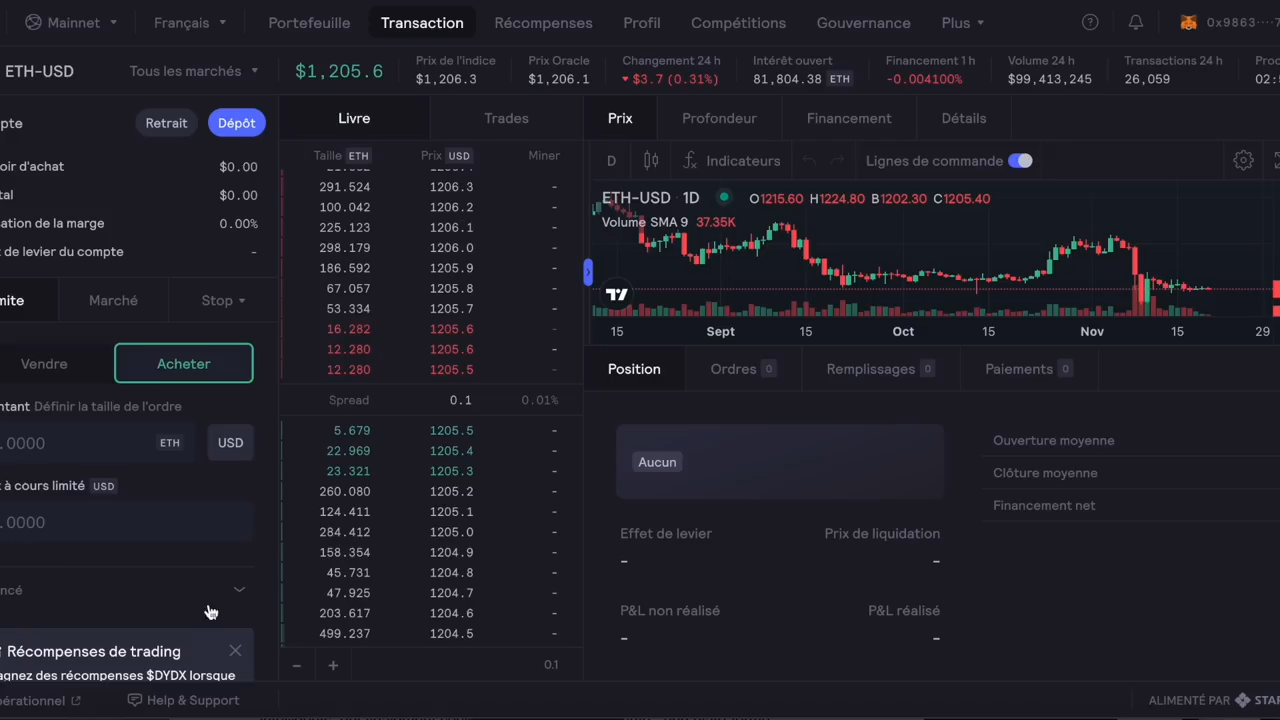 Mainnet Français Portefeuille Transaction Récompenses Profil Compétitions Gouvernance Plus 0x9863····7
ETH-USD Tous les marchés
$1,205.6
Prix de l'indice
$1,206.3
Prix Oracle
$1,206.1
Changement 24 h
$3.7 (0.31%)
Intérêt ouvert
81,804.38 ETH
Financement 1 h
-0.004100%
Volume 24 h
$99,413,245
Transactions 24 h
26,059
Proc
02:5
pte Retrait Dépôt
oir d'achat $0.00
tal $0.00
sation de la marge 0.00%
t de levier du compte -
mite Marché Stop
Vendre Acheter
ntant Définir la taille de l'ordre
.0000 ETH USD
t à cours limité USD
.0000
ncé
Récompenses de trading
agnez des récompenses $DYDX lorsque
Livre Trades
Taille ETH Prix USD Miner
291.524 1206.3 -
100.042 1206.2 -
225.123 1206.1 -
298.179 1206.0 -
186.592 1205.9 -
67.057 1205.8 -
53.334 1205.7 -
16.282 1205.6 -
12.280 1205.6 -
12.280 1205.5 -
Spread 0.1 0.01%
5.679 1205.5 -
22.969 1205.4 -
23.321 1205.3 -
260.080 1205.2 -
124.411 1205.1 -
284.412 1205.0 -
158.354 1204.9 -
45.731 1204.8 -
47.925 1204.7 -
203.617 1204.6 -
499.237 1204.5 -
− + 0.1
Prix Profondeur Financement Détails
D Indicateurs Lignes de commande
ETH-USD · 1D O1215.60 H1224.80 B1202.30 C1205.40
Volume SMA 9 37.35K
15 Sept 15 Oct 15 Nov 15 29
Position Ordres 0 Remplissages 0 Paiements 0
Aucun
Effet de levier Prix de liquidation
- -
P&L non réalisé P&L réalisé
- -
Ouverture moyenne
Clôture moyenne
Financement net
pérationnel Help & Support ALIMENTÉ PAR STAR